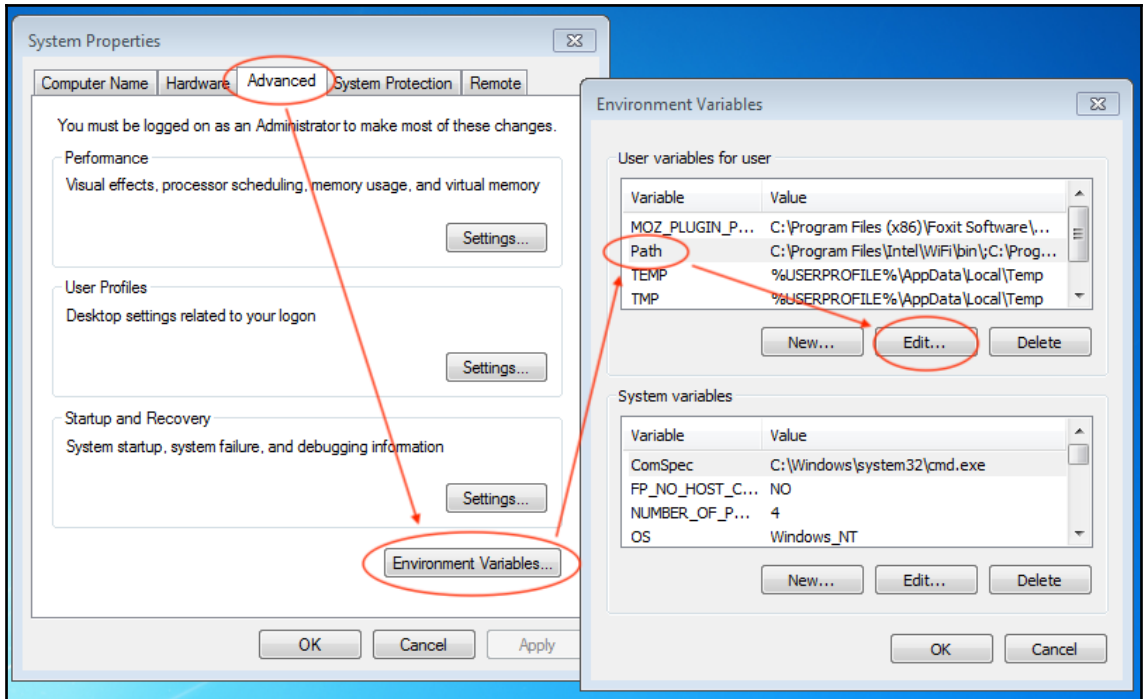 System Properties
Computer Name Hardware Advanced System Protection Remote
You must be logged on as an Administrator to make most of these changes.
Performance
Visual effects, processor scheduling, memory usage, and virtual memory
Settings...
User Profiles
Desktop settings related to your logon
Settings...
Startup and Recovery
System startup, system failure, and debugging information
Settings...
Environment Variables...
OK Cancel Apply
Environment Variables
User variables for user
Variable Value
MOZ_PLUGIN_P... C:\Program Files (x86)\Foxit Software\...
Path C:\Program Files\Intel\WiFi\bin\;C:\Prog...
TEMP %USERPROFILE%\AppData\Local\Temp
TMP %USERPROFILE%\AppData\Local\Temp
New... Edit... Delete
System variables
Variable Value
ComSpec C:\Windows\system32\cmd.exe
FP_NO_HOST_C... NO
NUMBER_OF_P... 4
OS Windows_NT
New... Edit... Delete
OK Cancel